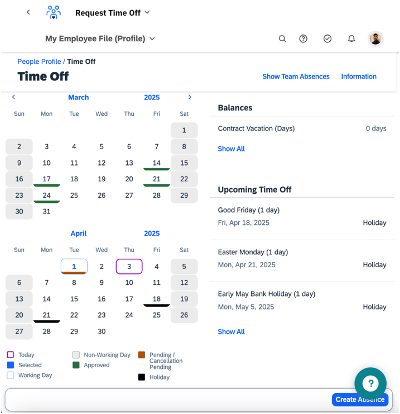 Request Time Off
My Employee File (Profile)
People Profile / Time Off
Time Off
Show Team Absences Information
March 2025
Sun Mon Tue Wed Thu Fri Sat
1
2 3 4 5 6 7 8
9 10 11 12 13 14 15
16 17 18 19 20 21 22
23 24 25 26 27 28 29
30 31
April 2025
Sun Mon Tue Wed Thu Fri Sat
1 2 3 4 5
6 7 8 9 10 11 12
13 14 15 16 17 18 19
20 21 22 23 24 25 26
27 28 29 30
Today
Selected
Working Day
Non-Working Day
Approved
Pending /
Cancellation
Pending
Holiday
Balances
Contract Vacation (Days) 0 days
Show All
Upcoming Time Off
Good Friday (1 day)
Fri, Apr 18, 2025 Holiday
Easter Monday (1 day)
Mon, Apr 21, 2025 Holiday
Early May Bank Holiday (1 day)
Mon, May 5, 2025 Holiday
Show All
?
Create Absence